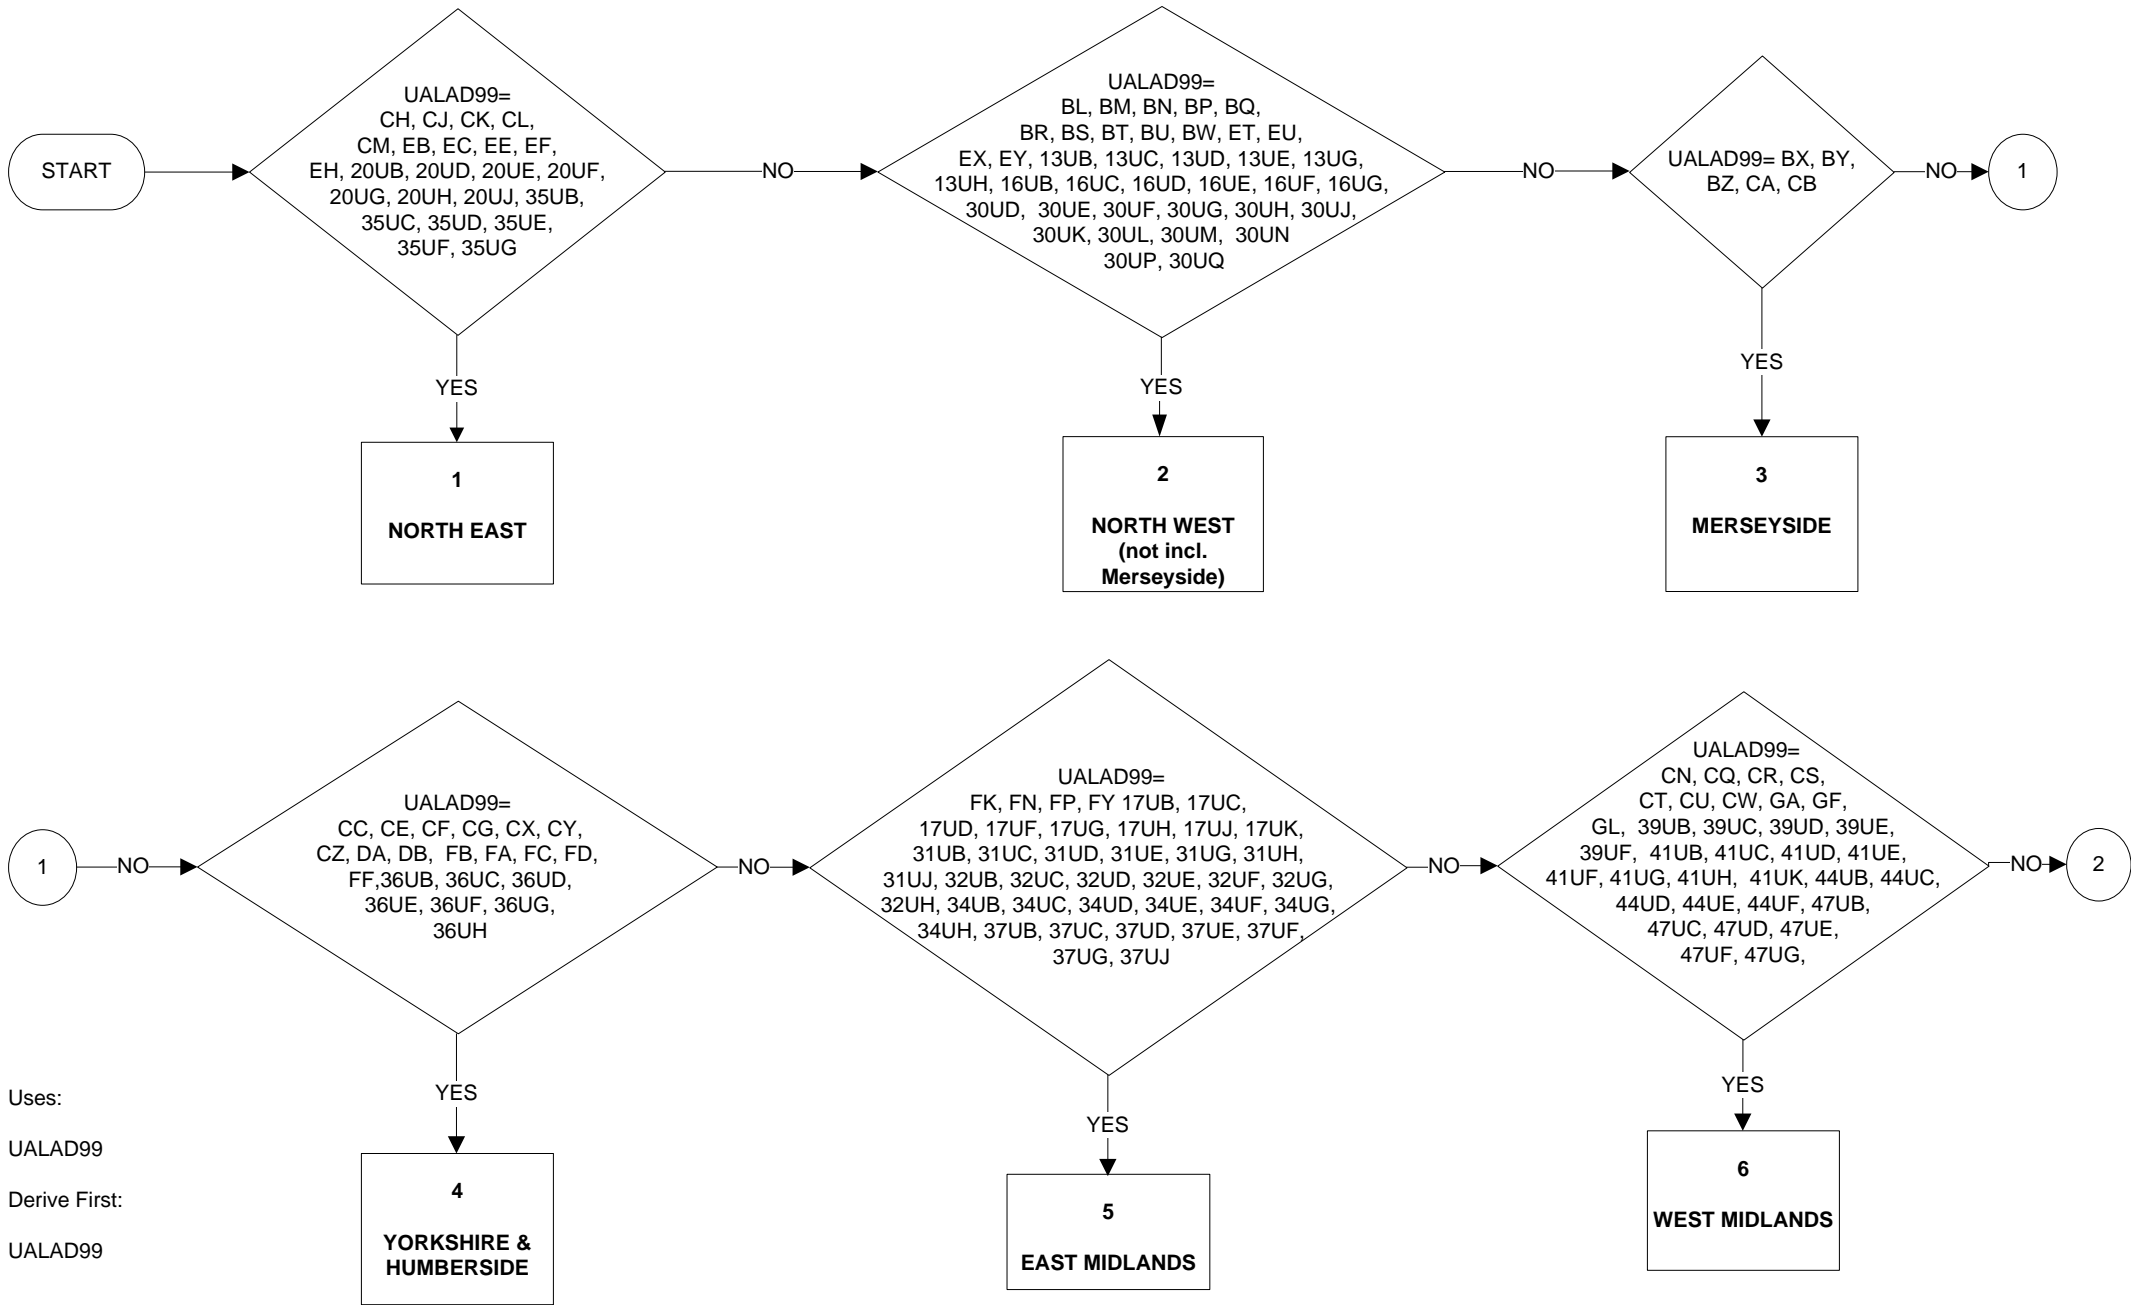 START
UALAD99=
CH, CJ, CK, CL,
CM, EB, EC, EE, EF,
EH, 20UB, 20UD, 20UE, 20UF,
20UG, 20UH, 20UJ, 35UB,
35UC, 35UD, 35UE,
35UF, 35UG
NO
UALAD99=
BL, BM, BN, BP, BQ,
BR, BS, BT, BU, BW, ET, EU,
EX, EY, 13UB, 13UC, 13UD, 13UE, 13UG,
13UH, 16UB, 16UC, 16UD, 16UE, 16UF, 16UG,
30UD, 30UE, 30UF, 30UG, 30UH, 30UJ,
30UK, 30UL, 30UM, 30UN
30UP, 30UQ
NO
UALAD99= BX, BY,
BZ, CA, CB
NO
1
YES
YES
YES
1
NORTH EAST
2
NORTH WEST
(not incl.
Merseyside)
3
MERSEYSIDE
1
NO
UALAD99=
CC, CE, CF, CG, CX, CY,
CZ, DA, DB, FB, FA, FC, FD,
FF,36UB, 36UC, 36UD,
36UE, 36UF, 36UG,
36UH
NO
UALAD99=
FK, FN, FP, FY 17UB, 17UC,
17UD, 17UF, 17UG, 17UH, 17UJ, 17UK,
31UB, 31UC, 31UD, 31UE, 31UG, 31UH,
31UJ, 32UB, 32UC, 32UD, 32UE, 32UF, 32UG,
32UH, 34UB, 34UC, 34UD, 34UE, 34UF, 34UG,
34UH, 37UB, 37UC, 37UD, 37UE, 37UF,
37UG, 37UJ
NO
UALAD99=
CN, CQ, CR, CS,
CT, CU, CW, GA, GF,
GL, 39UB, 39UC, 39UD, 39UE,
39UF, 41UB, 41UC, 41UD, 41UE,
41UF, 41UG, 41UH, 41UK, 44UB, 44UC,
44UD, 44UE, 44UF, 47UB,
47UC, 47UD, 47UE,
47UF, 47UG,
NO
2
YES
YES
YES
4
YORKSHIRE &
HUMBERSIDE
5
EAST MIDLANDS
6
WEST MIDLANDS
Uses:
UALAD99
Derive First:
UALAD99